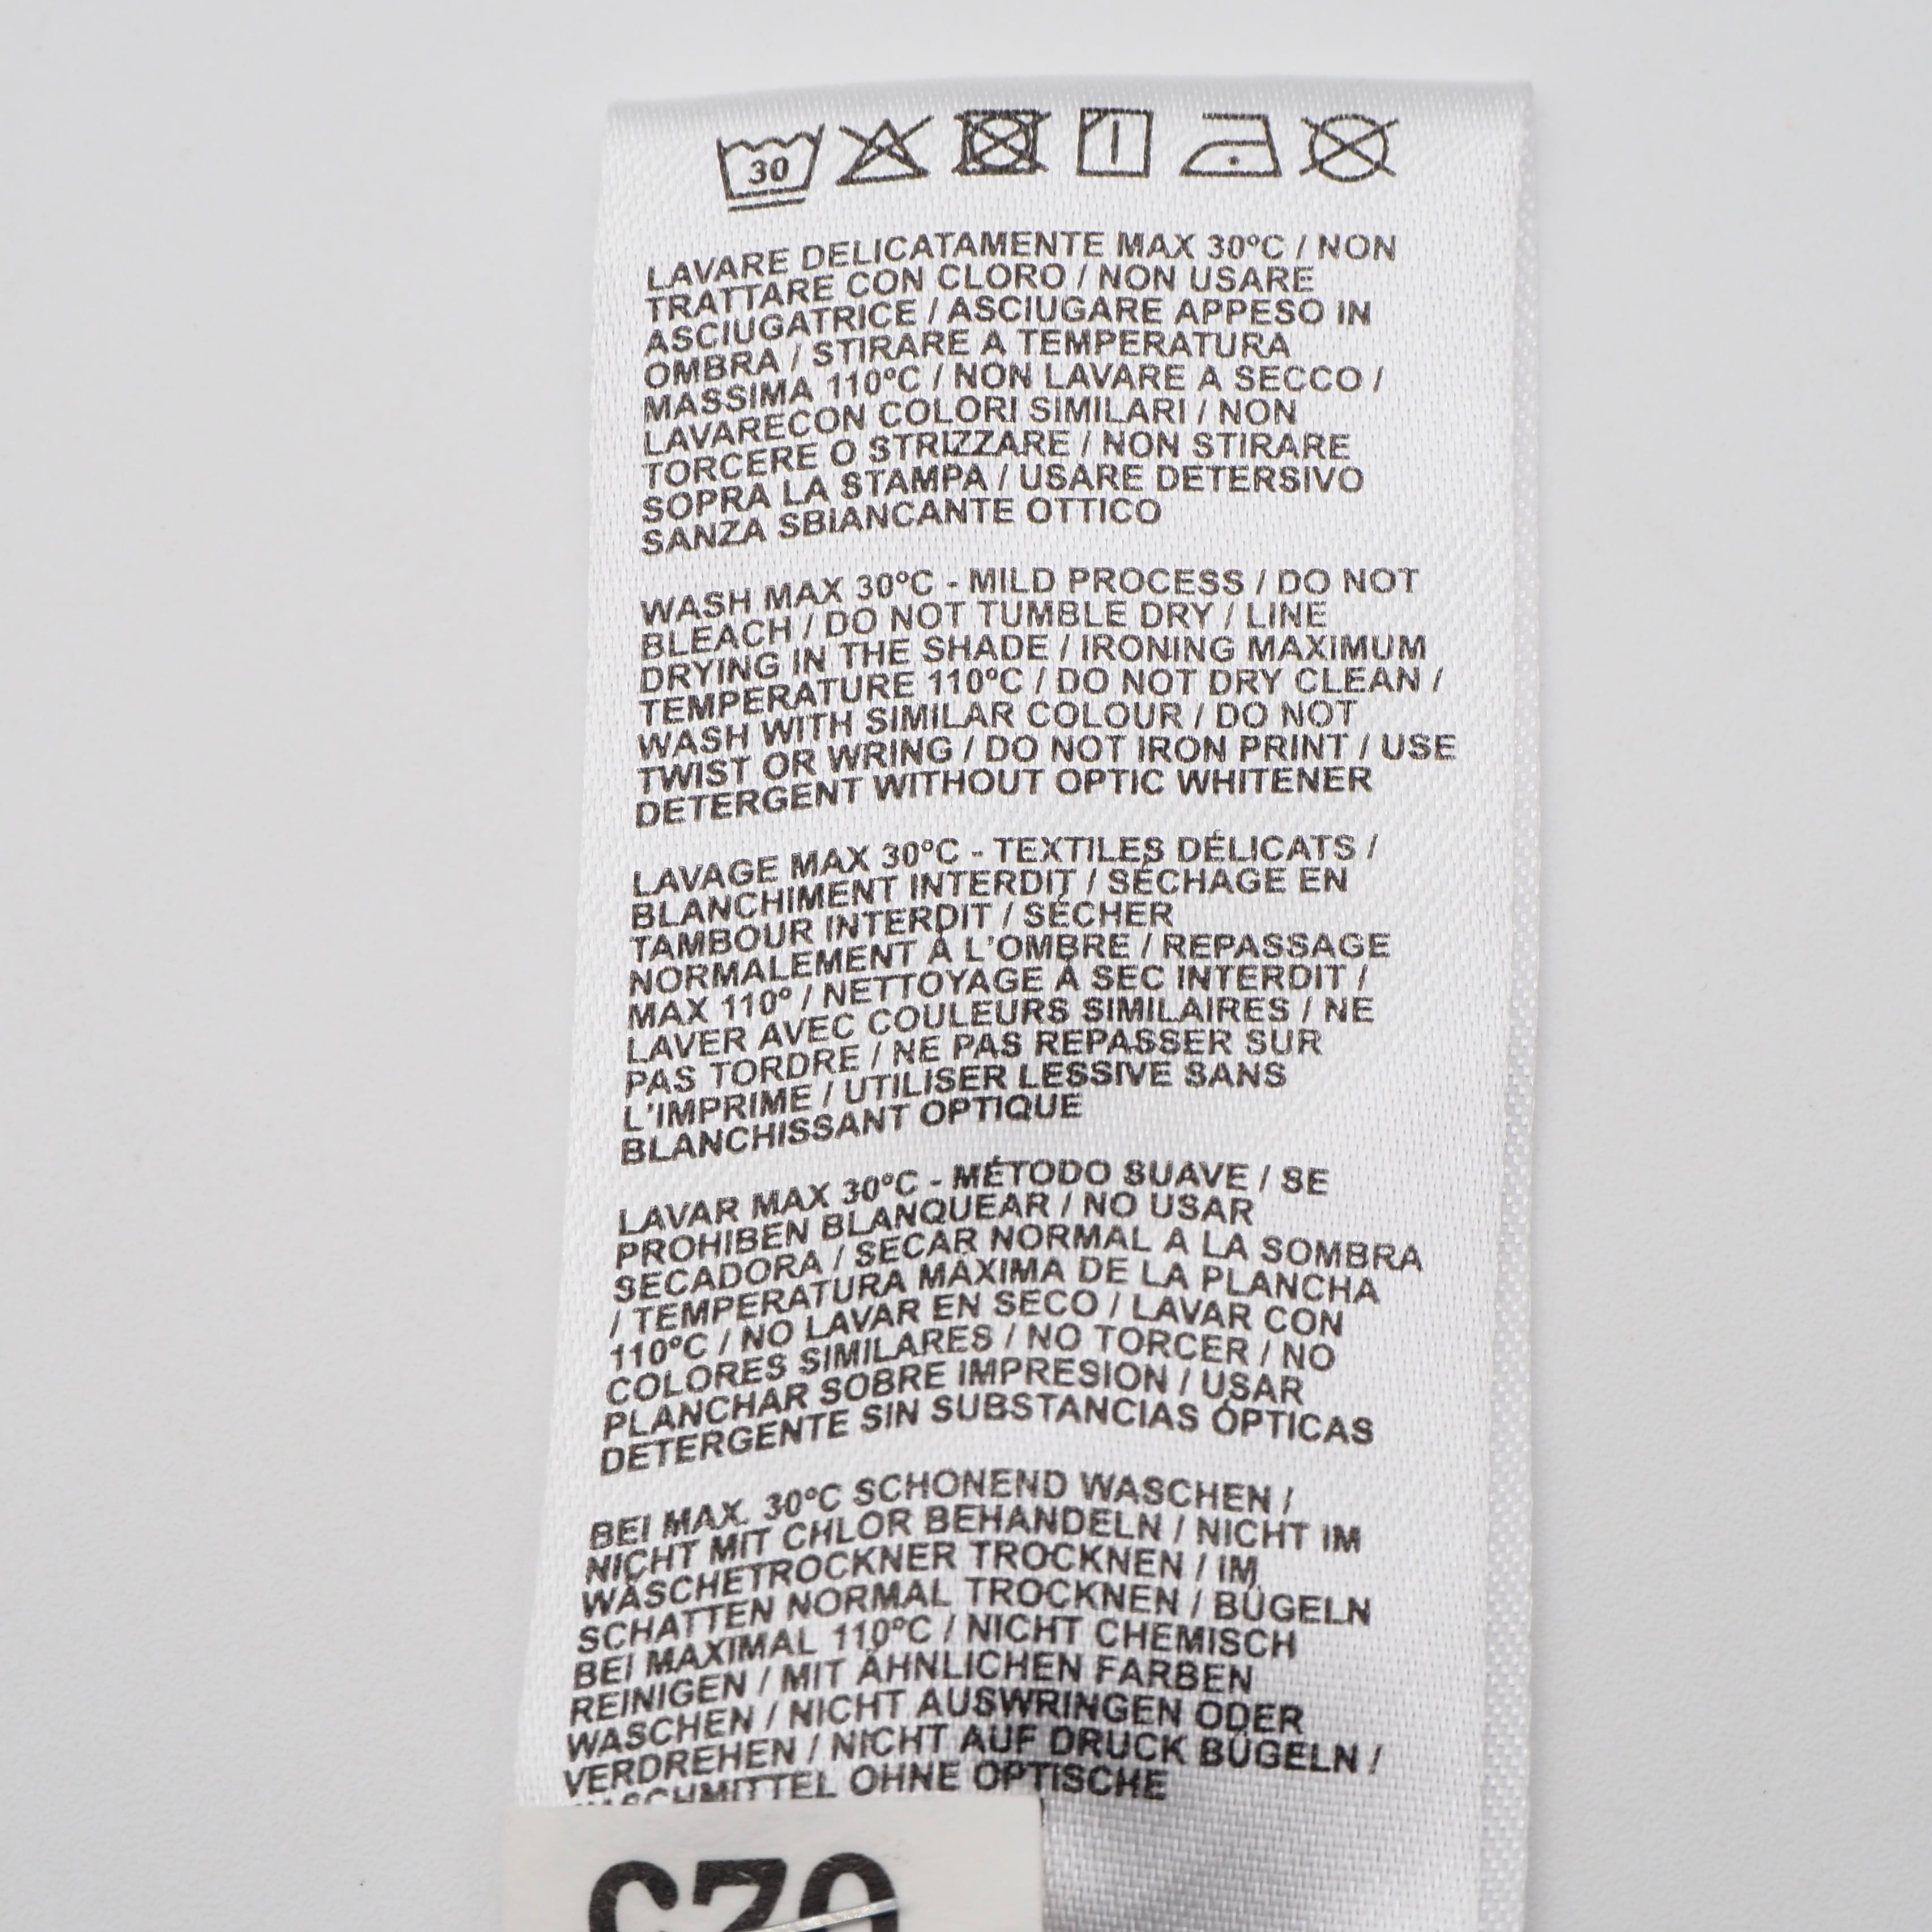 30
LAVARE DELICATAMENTE MAX 30°C / NON
TRATTARE CON CLORO / NON USARE
ASCIUGATRICE / ASCIUGARE APPESO IN
OMBRA / STIRARE A TEMPERATURA
MASSIMA 110°C / NON LAVARE A SECCO /
LAVARECON COLORI SIMILARI / NON
TORCERE O STRIZZARE / NON STIRARE
SOPRA LA STAMPA / USARE DETERSIVO
SANZA SBIANCANTE OTTICO
WASH MAX 30°C - MILD PROCESS / DO NOT
BLEACH / DO NOT TUMBLE DRY / LINE
DRYING IN THE SHADE / IRONING MAXIMUM
TEMPERATURE 110°C / DO NOT DRY CLEAN /
WASH WITH SIMILAR COLOUR / DO NOT
TWIST OR WRING / DO NOT IRON PRINT / USE
DETERGENT WITHOUT OPTIC WHITENER
LAVAGE MAX 30°C - TEXTILES DÉLICATS /
BLANCHIMENT INTERDIT / SÉCHAGE EN
TAMBOUR INTERDIT / SÉCHER
NORMALEMENT À L'OMBRE / REPASSAGE
MAX 110° / NETTOYAGE À SEC INTERDIT /
LAVER AVEC COULEURS SIMILAIRES / NE
PAS TORDRE / NE PAS REPASSER SUR
L'IMPRIME / UTILISER LESSIVE SANS
BLANCHISSANT OPTIQUE
LAVAR MAX 30°C - MÉTODO SUAVE / SE
PROHIBEN BLANQUEAR / NO USAR
SECADORA / SECAR NORMAL A LA SOMBRA
/ TEMPERATURA MÁXIMA DE LA PLANCHA
110°C / NO LAVAR EN SECO / LAVAR CON
COLORES SIMILARES / NO TORCER / NO
PLANCHAR SOBRE IMPRESION / USAR
DETERGENTE SIN SUBSTANCIAS ÓPTICAS
BEI MAX. 30°C SCHONEND WASCHEN /
NICHT MIT CHLOR BEHANDELN / NICHT IM
WÄSCHETROCKNER TROCKNEN / IM
SCHATTEN NORMAL TROCKNEN / BÜGELN
BEI MAXIMAL 110°C / NICHT CHEMISCH
REINIGEN / MIT ÄHNLICHEN FARBEN
WASCHEN / NICHT AUSWRINGEN ODER
VERDREHEN / NICHT AUF DRUCK BÜGELN /
WASCHMITTEL OHNE OPTISCHE